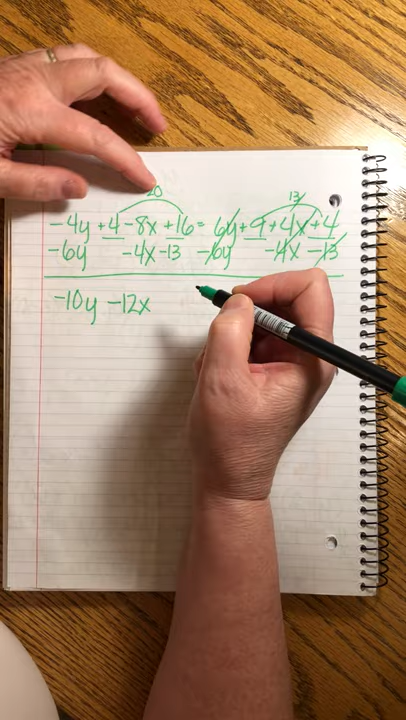 20 13
-4y +4 -8x +16 = 6y + 9 + 4x + 4
-6y -4x -13 -6y -4x -13
-10y -12x